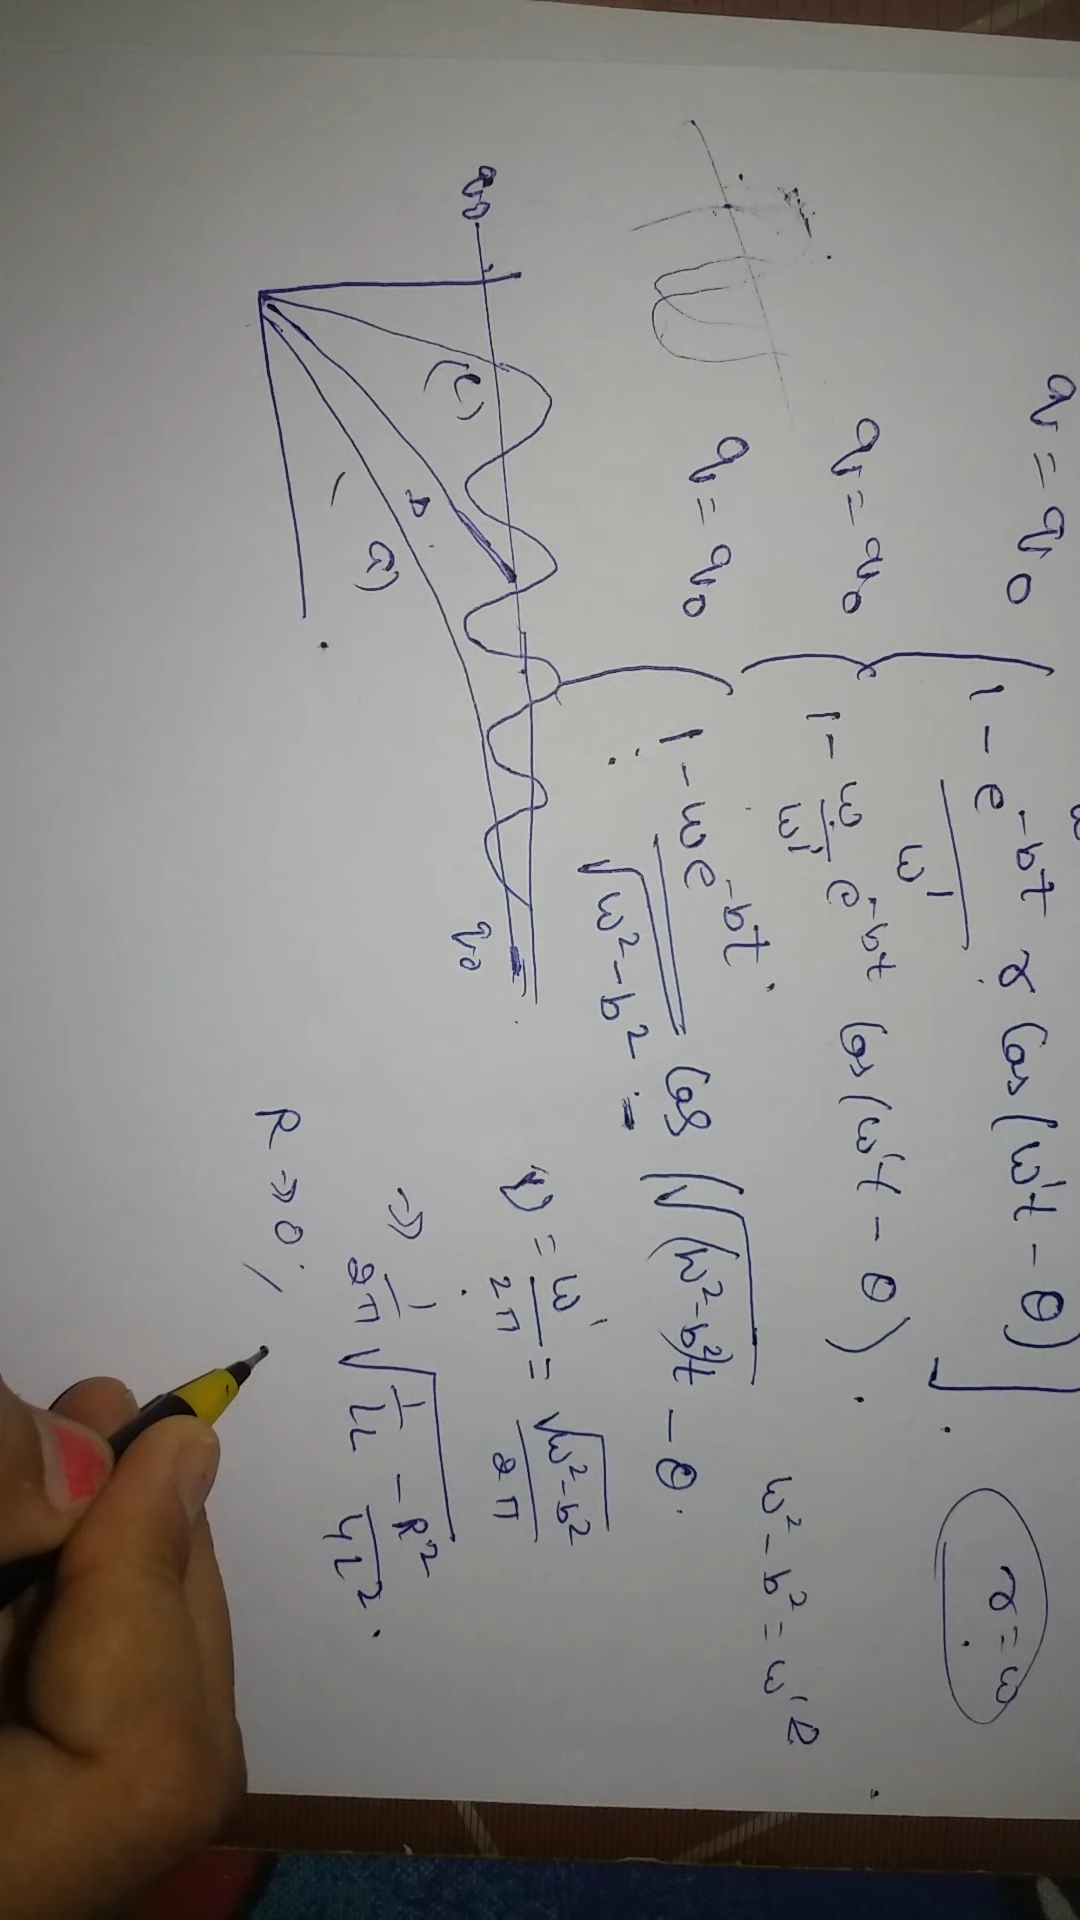 ω
q = q₀ [1 - e^-bt/ω' r Cos(ω't - θ)]
r = ω
q = q₀ (1 - ω/ω' e^-bt Cos(ω't - θ)
ω² - b² = ω'²
q = q₀ (1 - ωe^-bt/√ω²-b² Cos(√(ω²-b²)t - θ.
q₀
(c)
b
(a)
q₀
ν = ω'/2π = √ω²-b²/2π
⇒ 1/2π √1/LC - R²/4L²
R → 0,